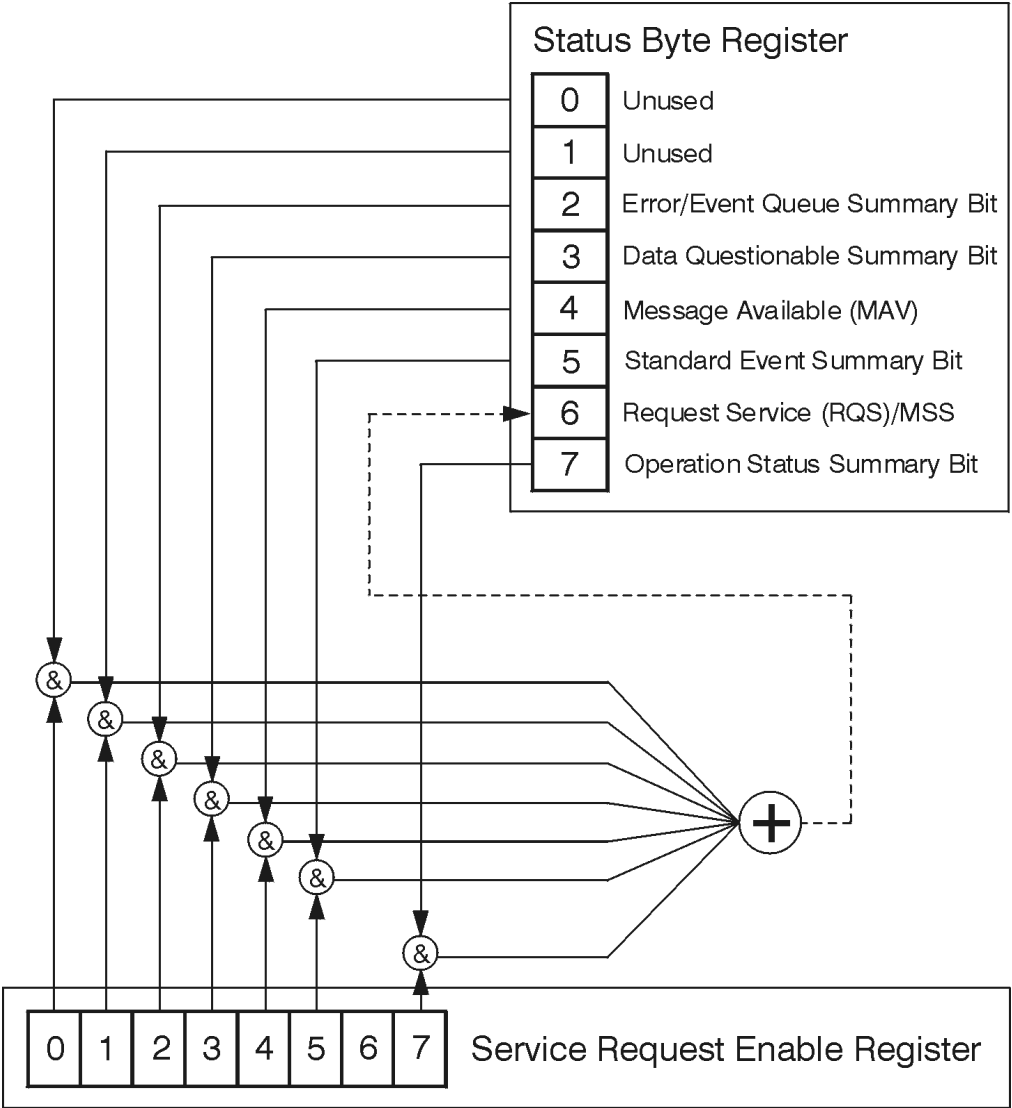 Status Byte Register
0 Unused
1 Unused
2 Error/Event Queue Summary Bit
3 Data Questionable Summary Bit
4 Message Available (MAV)
5 Standard Event Summary Bit
6 Request Service (RQS)/MSS
7 Operation Status Summary Bit
&
&
&
&
&
&
&
+
0 1 2 3 4 5 6 7 Service Request Enable Register